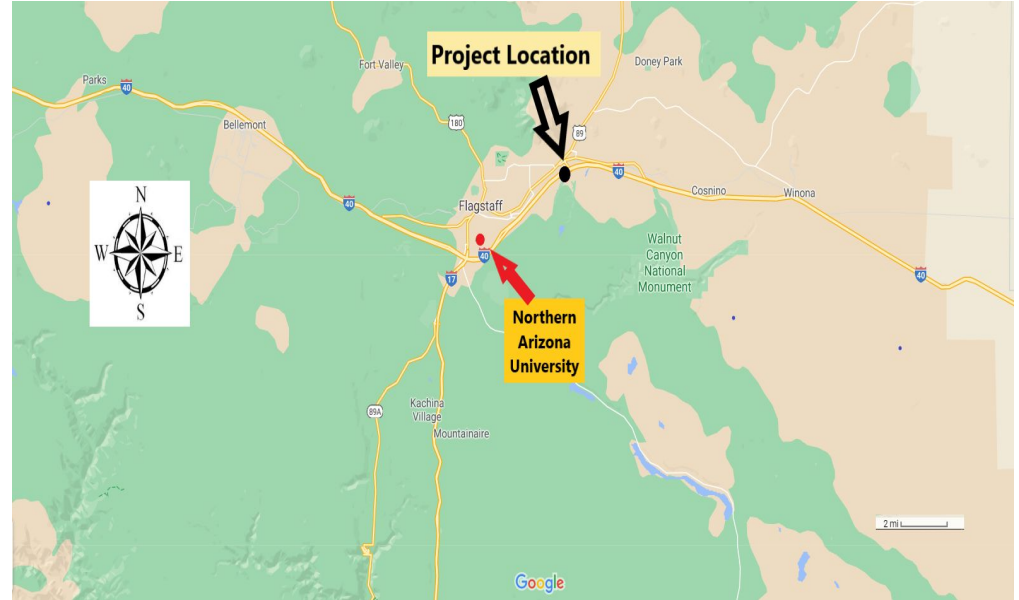 Project Location
Fort Valley
Doney Park
Parks
40
Bellemont
180
89
40
Cosnino
Winona
40
Flagstaff
N
W
E
S
Walnut
Canyon
National
Monument
40
17
40
Northern
Arizona
University
89A
Kachina
Village
Mountainaire
2 mi
Google